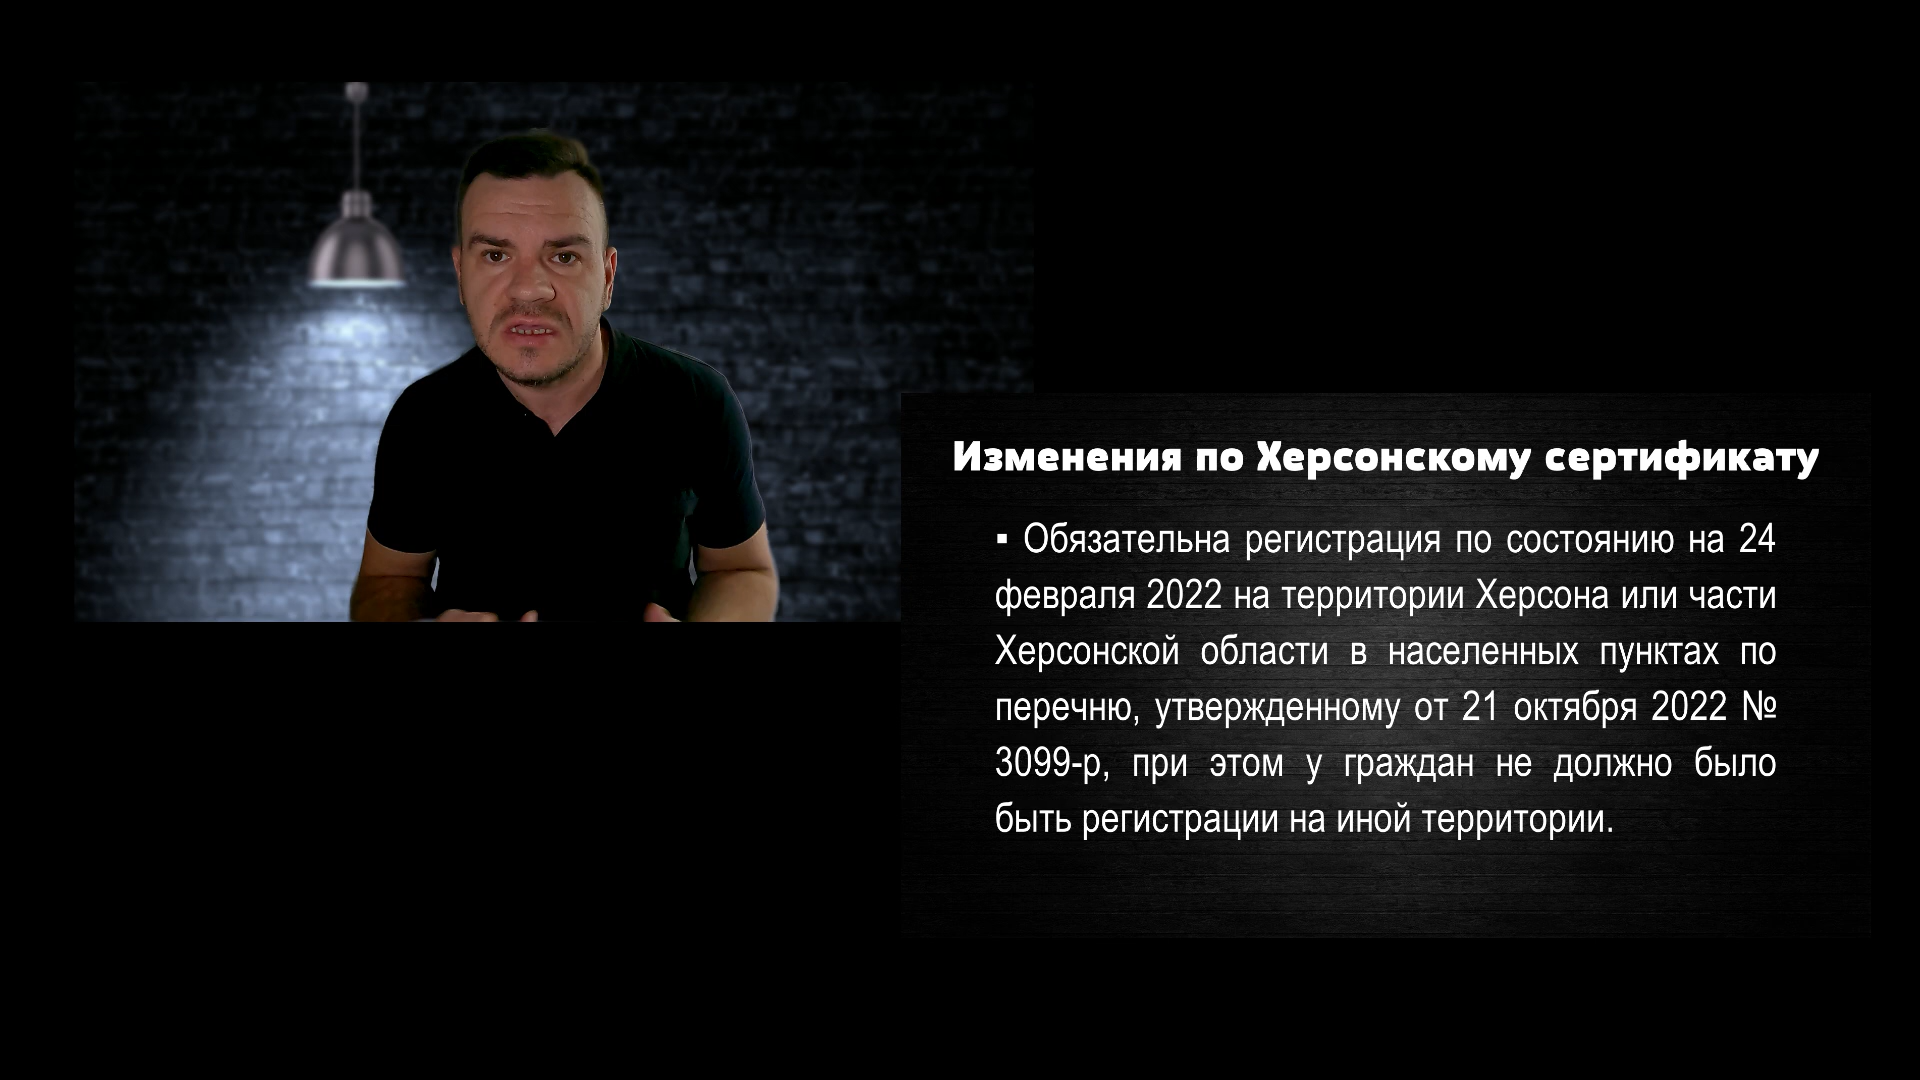 Изменения по Херсонскому сертификату
▪ Обязательна регистрация по состоянию на 24
февраля 2022 на территории Херсона или части
Херсонской области в населенных пунктах по
перечню, утвержденному от 21 октября 2022 №
3099-р, при этом у граждан не должно было
быть регистрации на иной территории.